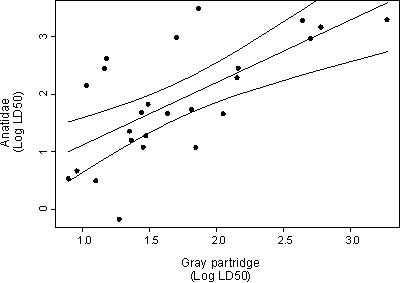 Anatidae
(Log LD50)
3
2
1
0
1.0 1.5 2.0 2.5 3.0
Gray partridge
(Log LD50)